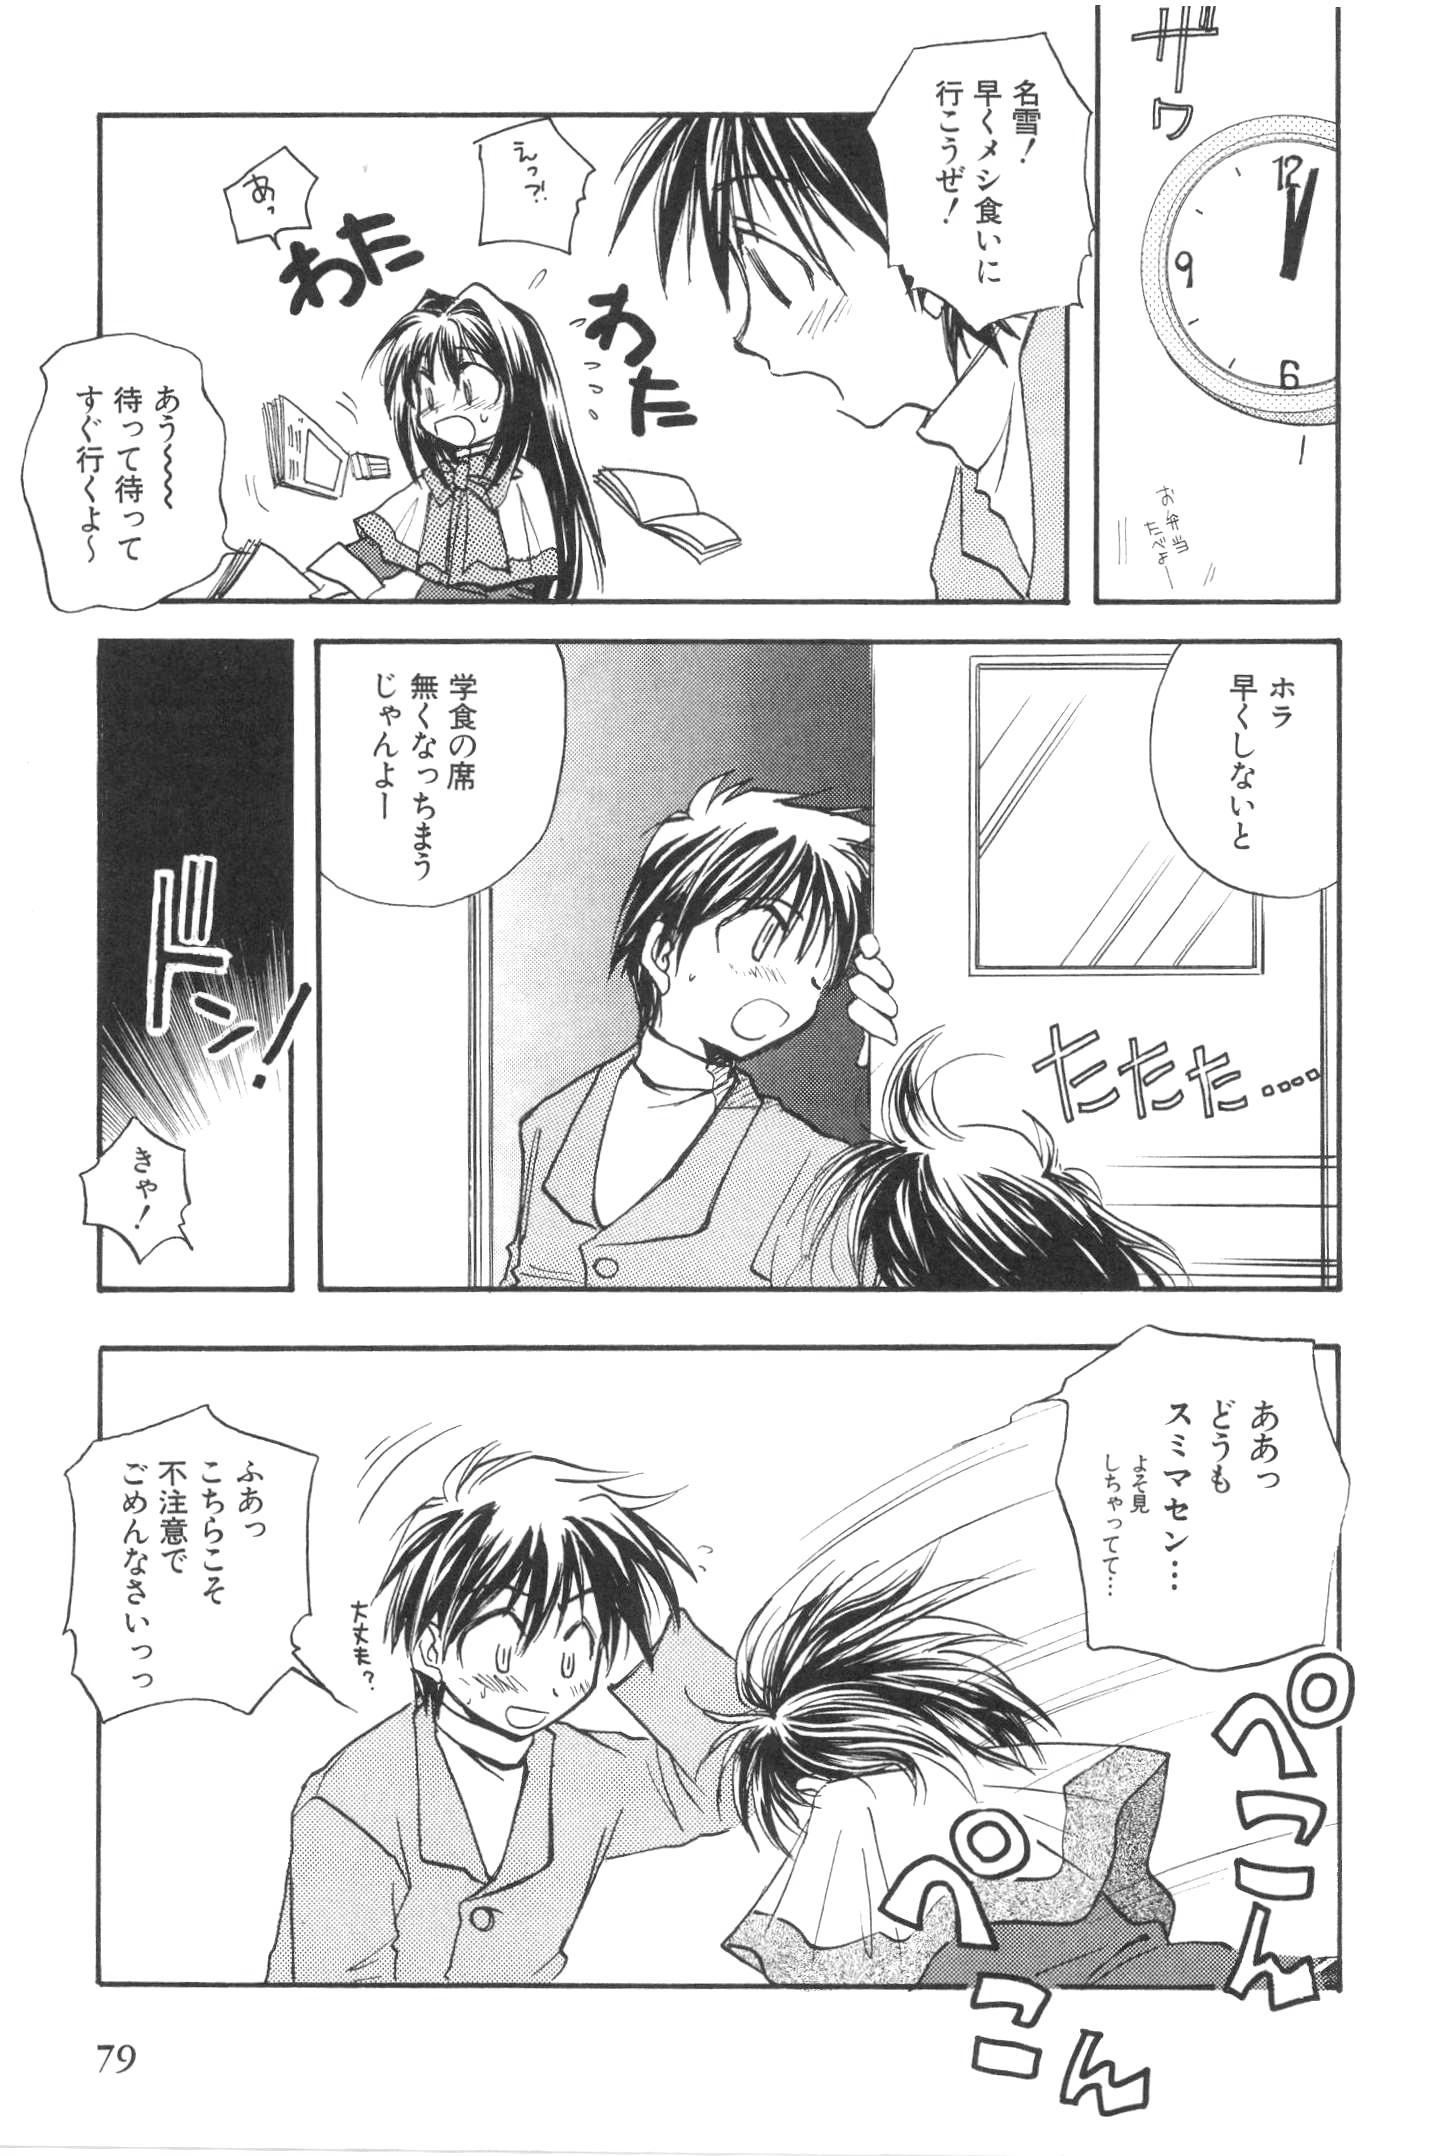 ザワ
12
9
6
お弁当
たべよー
名雪！
早くメシ食いに
行こうぜ！
えっ?!
あっ
わた
わた
あう〜〜〜
待って待って
すぐ行くよ〜
ホラ
早くしないと
学食の席
無くなっちまう
じゃんよー
たたた….
ドン！
きゃ！
ああっ
どうも
スミマセン…
よそ見
しちゃってて…
ふあっ
こちらこそ
不注意で
ごめんなさいっっ
大丈夫？
ぺこん
ぺこん
79